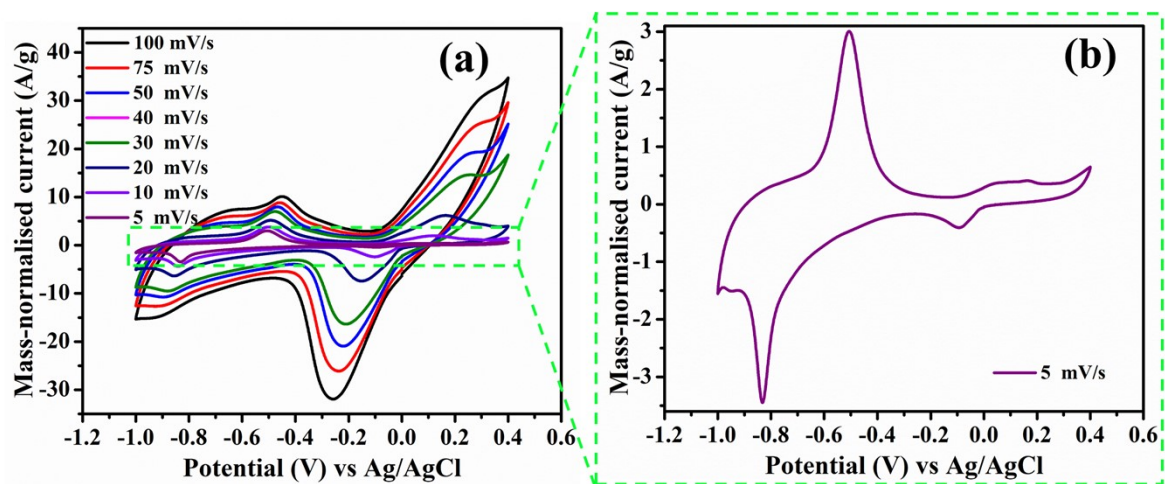 (a)
100 mV/s
75 mV/s
50 mV/s
40 mV/s
30 mV/s
20 mV/s
10 mV/s
5 mV/s
Mass-normalised current (A/g)
40
30
20
10
0
-10
-20
-30
-1.2 -1.0 -0.8 -0.6 -0.4 -0.2 0.0 0.2 0.4 0.6
Potential (V) vs Ag/AgCl
(b)
Mass-normalised current (A/g)
3
2
1
0
-1
-2
-3
5 mV/s
-1.2 -1.0 -0.8 -0.6 -0.4 -0.2 0.0 0.2 0.4 0.6
Potential (V) vs Ag/AgCl